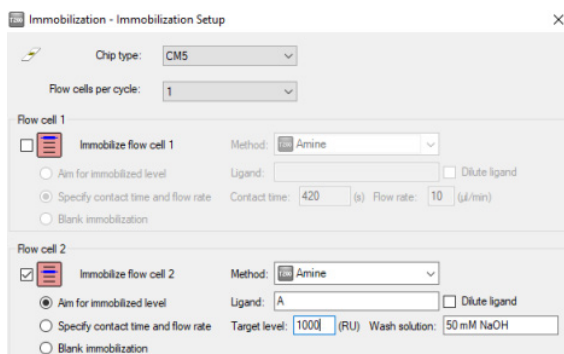 T200 Immobilization - Immobilization Setup
Chip type: CM5
Flow cells per cycle: 1
Flow cell 1
Immobilize flow cell 1 Method: T200 Amine
Aim for immobilized level Ligand: Dilute ligand
Specify contact time and flow rate Contact time: 420 (s) Flow rate: 10 (µl/min)
Blank immobilization
Flow cell 2
Immobilize flow cell 2 Method: T200 Amine
Aim for immobilized level Ligand: A Dilute ligand
Specify contact time and flow rate Target level: 1000 (RU) Wash solution: 50 mM NaOH
Blank immobilization